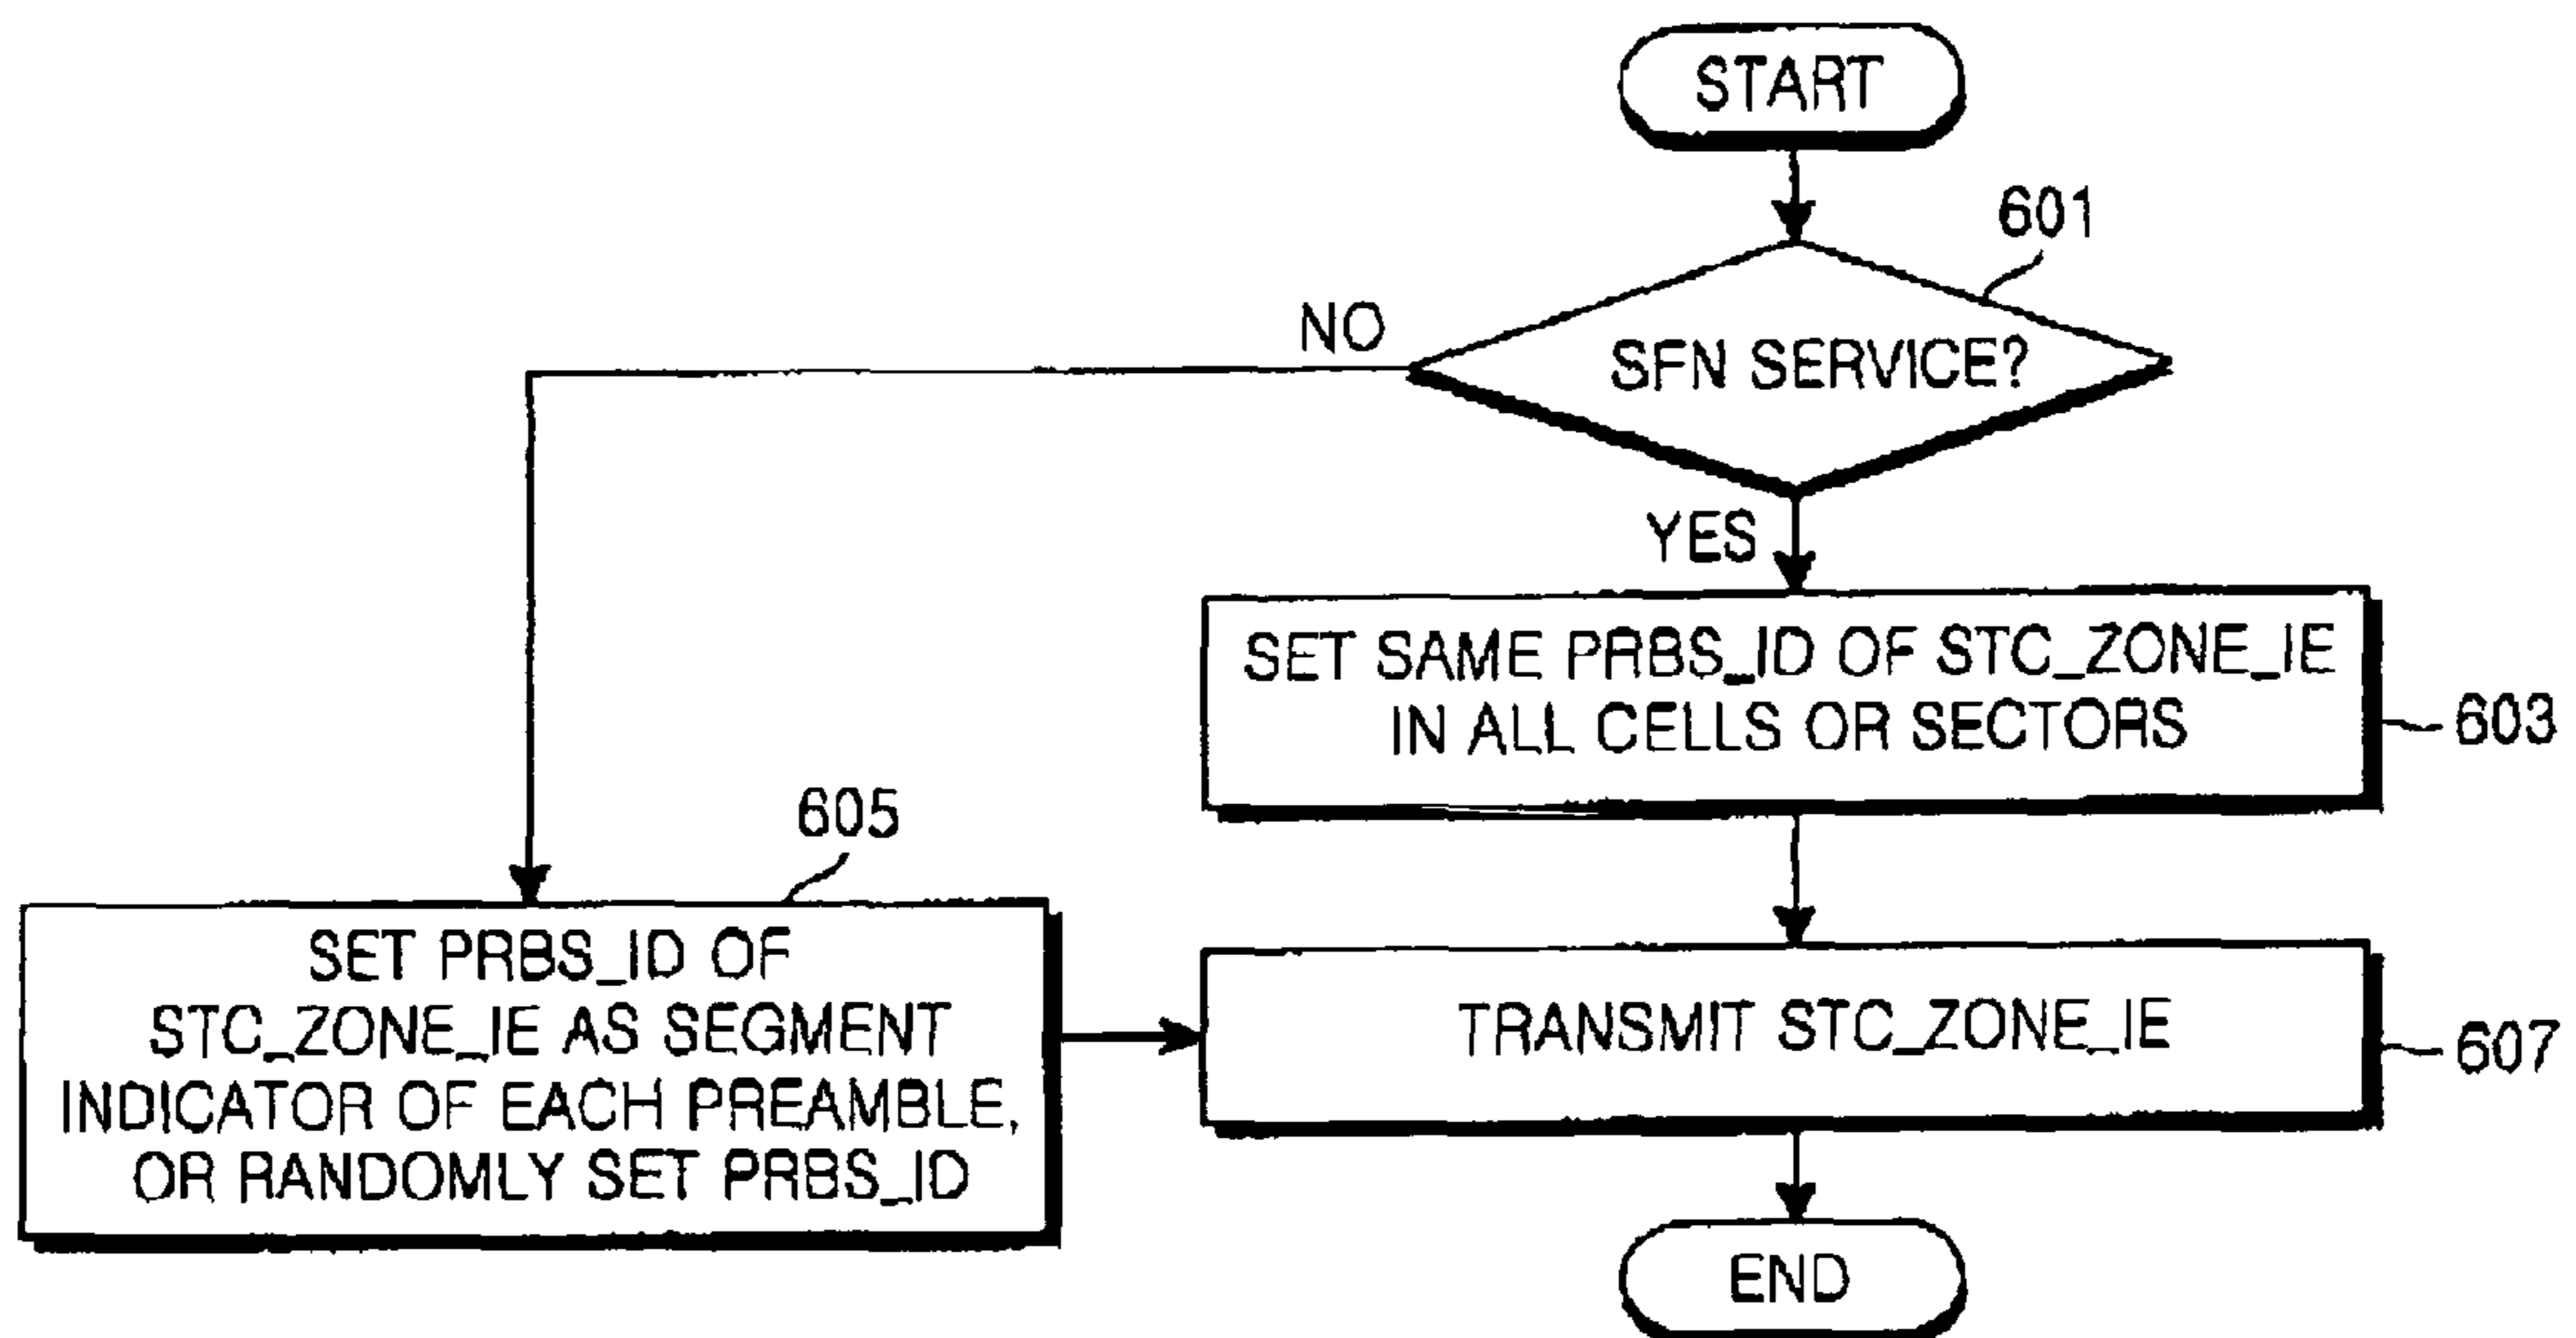 START
601
SFN SERVICE?
NO
YES
SET SAME PRBS_ID OF STC_ZONE_IE
IN ALL CELLS OR SECTORS
603
605
SET PRBS_ID OF
STC_ZONE_IE AS SEGMENT
INDICATOR OF EACH PREAMBLE,
OR RANDOMLY SET PRBS_ID
TRANSMIT STC_ZONE_IE
607
END